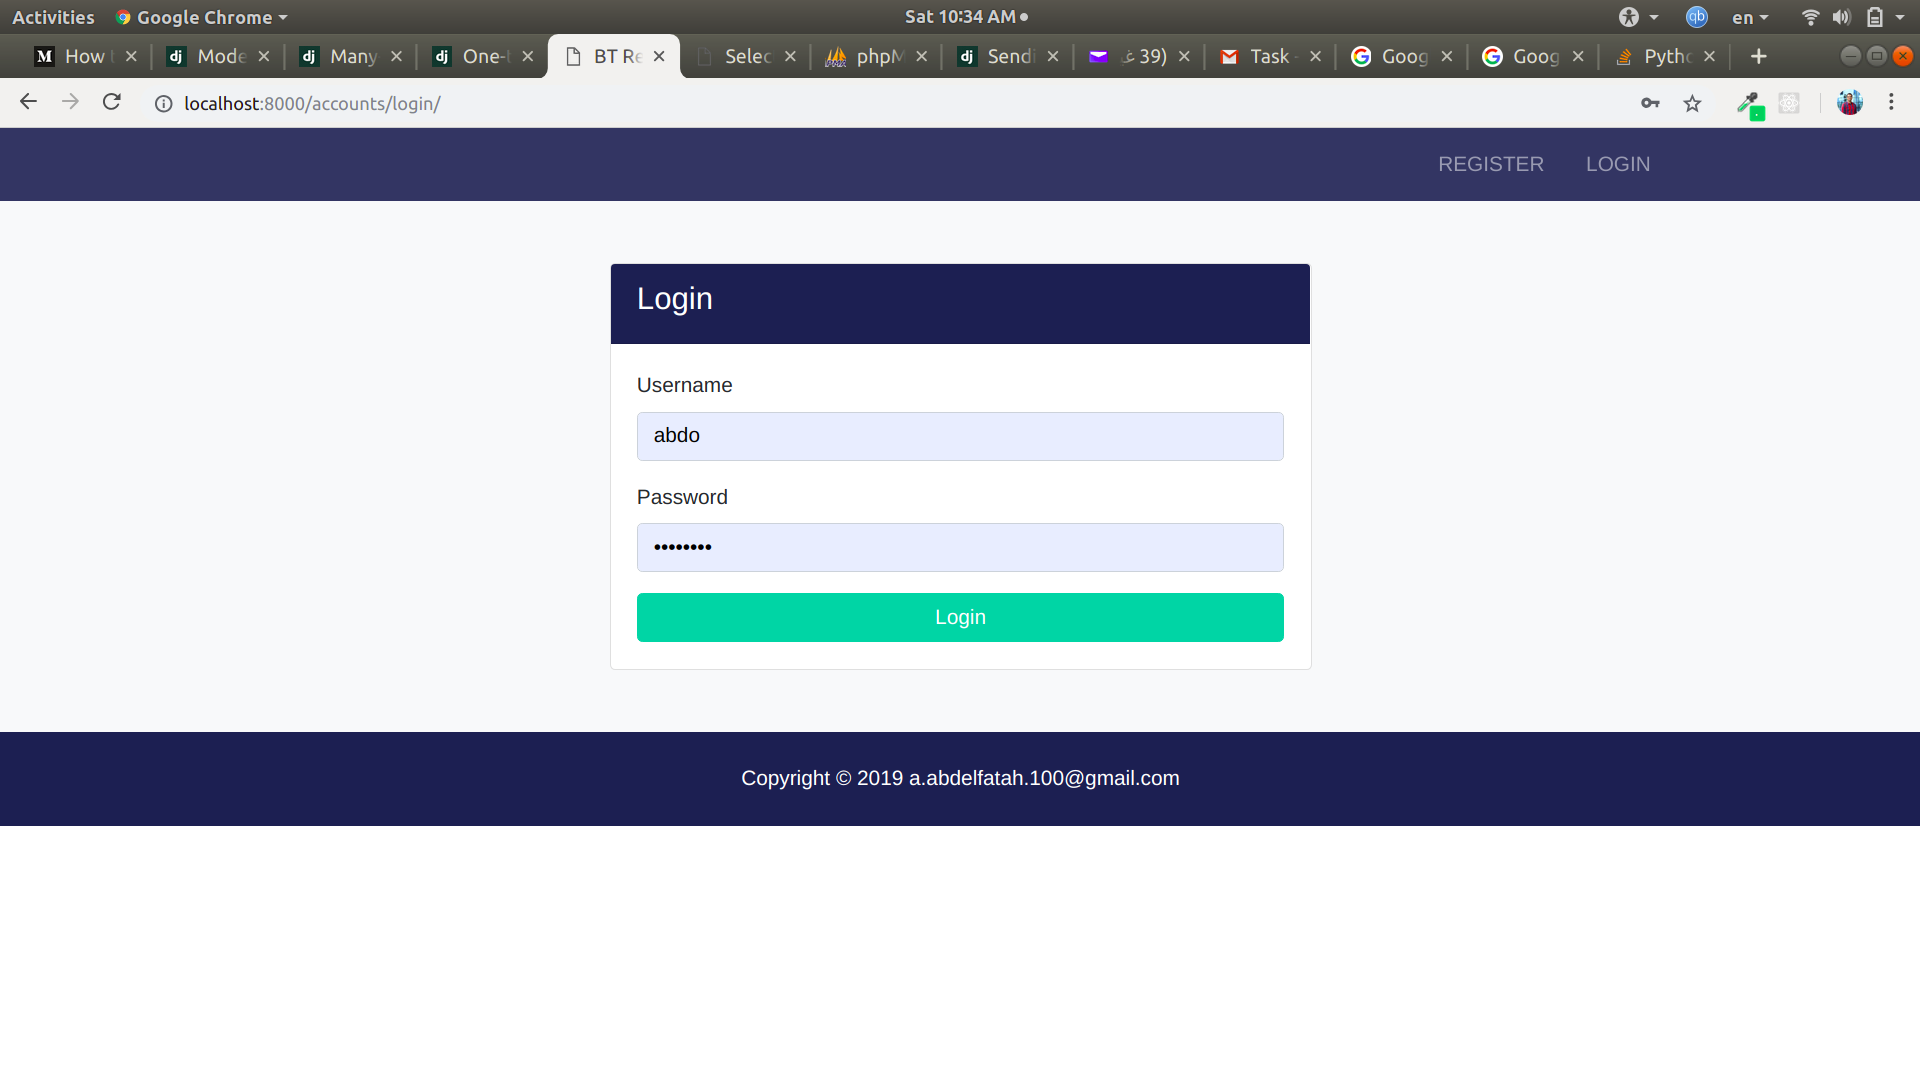 Activities Google Chrome Sat 10:34 AM en
How Mode Many One-t BT Re Selec phpM Sendi غ 39) Task - Goog Goog Pytho
localhost:8000/accounts/login/
REGISTER LOGIN
Login
Username
abdo
Password
••••••••
Login
Copyright © 2019 a.abdelfatah.100@gmail.com